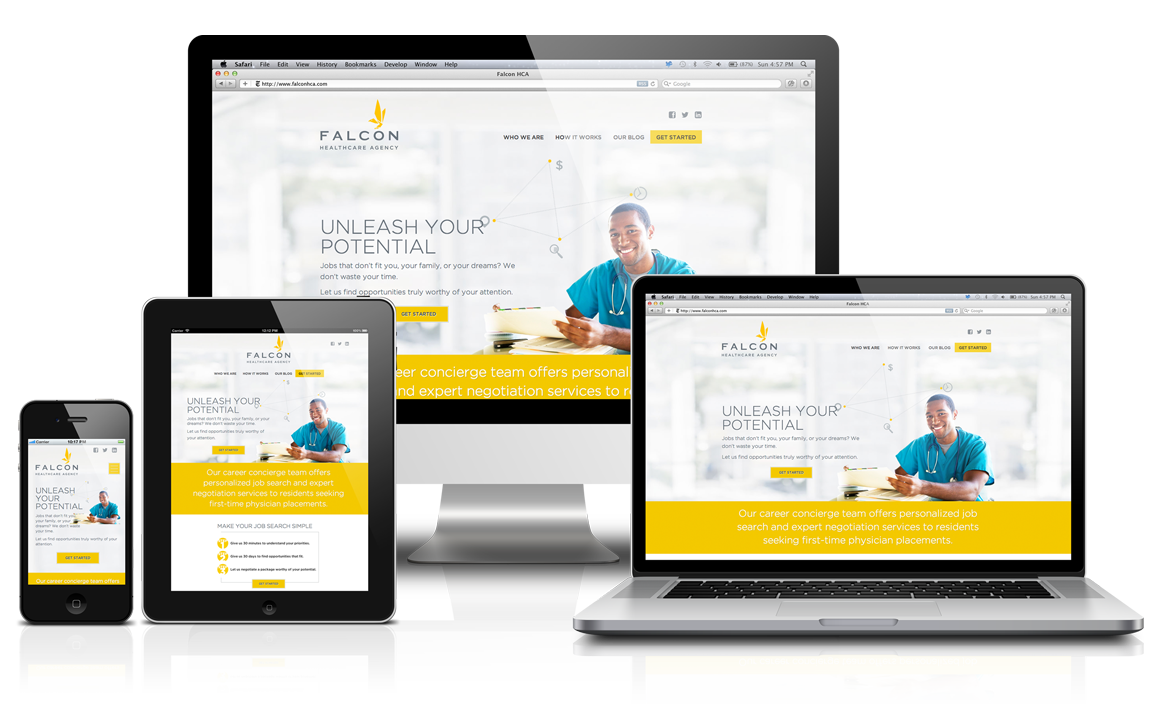 Safari File Edit View History Bookmarks Develop Window Help
(87%) Sun 4:57 PM
Falcon HCA
http://www.falconhca.com
Google
FALCON
HEALTHCARE AGENCY
WHO WE ARE HOW IT WORKS OUR BLOG GET STARTED
$
UNLEASH YOUR
POTENTIAL
Jobs that don't fit you, your family, or your dreams? We
don't waste your time.
Let us find opportunities truly worthy of your attention.
GET STARTED
eer concierge team offers personaliz
and expert negotiation services to re
Safari File Edit View History Bookmarks Develop Window Help
(87%) Sun 4:57 PM
Falcon HCA
http://www.falconhca.com
Google
FALCON
HEALTHCARE AGENCY
WHO WE ARE HOW IT WORKS OUR BLOG GET STARTED
$
UNLEASH YOUR
POTENTIAL
Jobs that don't fit you, your family, or your dreams? We
don't waste your time.
Let us find opportunities truly worthy of your attention.
GET STARTED
Our career concierge team offers personalized job
search and expert negotiation services to residents
seeking first-time physician placements.
Carrier 10:12 PM 100%
FALCON
HEALTHCARE AGENCY
WHO WE ARE HOW IT WORKS OUR BLOG GET STARTED
$
UNLEASH YOUR
POTENTIAL
Jobs that don't fit you, your family, or your
dreams? We don't waste your time.
Let us find opportunities truly worthy of
your attention.
GET STARTED
Our career concierge team offers
personalized job search and expert
negotiation services to residents seeking
first-time physician placements.
MAKE YOUR JOB SEARCH SIMPLE
1 Give us 30 minutes to understand your priorities.
2 Give us 30 days to find opportunities that fit.
3 Let us negotiate a package worthy of your potential.
GET STARTED
Carrier 10:17 PM
FALCON
HEALTHCARE AGENCY
UNLEASH
YOUR
POTENTIAL
Jobs that don't fit you,
your family, or your
dreams? We don't waste
your time.
Let us find opportunities truly worthy of your
attention.
GET STARTED
Our career concierge team offers